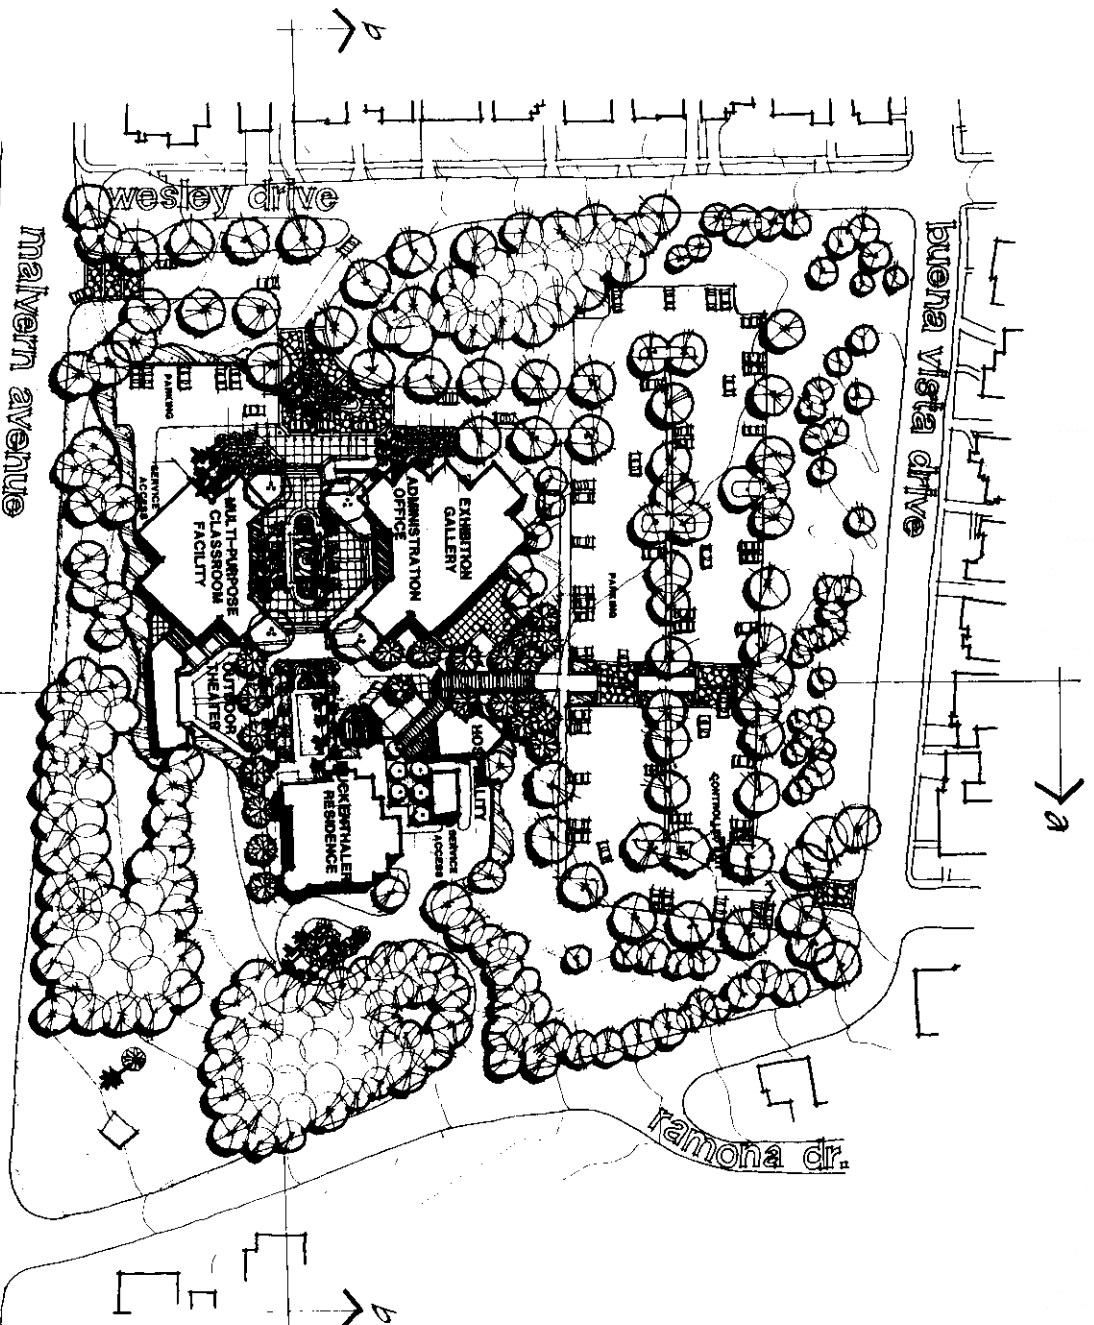 wesley drive
buena vista drive
malvern avenue
ramona dr.
PARKING
SERVICE
ACCESS
MULTI-PURPOSE
CLASSROOM
FACILITY
ADMINISTRATION
OFFICE
EXHIBITION
GALLERY
PARKING
OUTDOOR
THEATER
UCKENTHALER
RESIDENCE
SERVICE
ACCESS
a
b
b